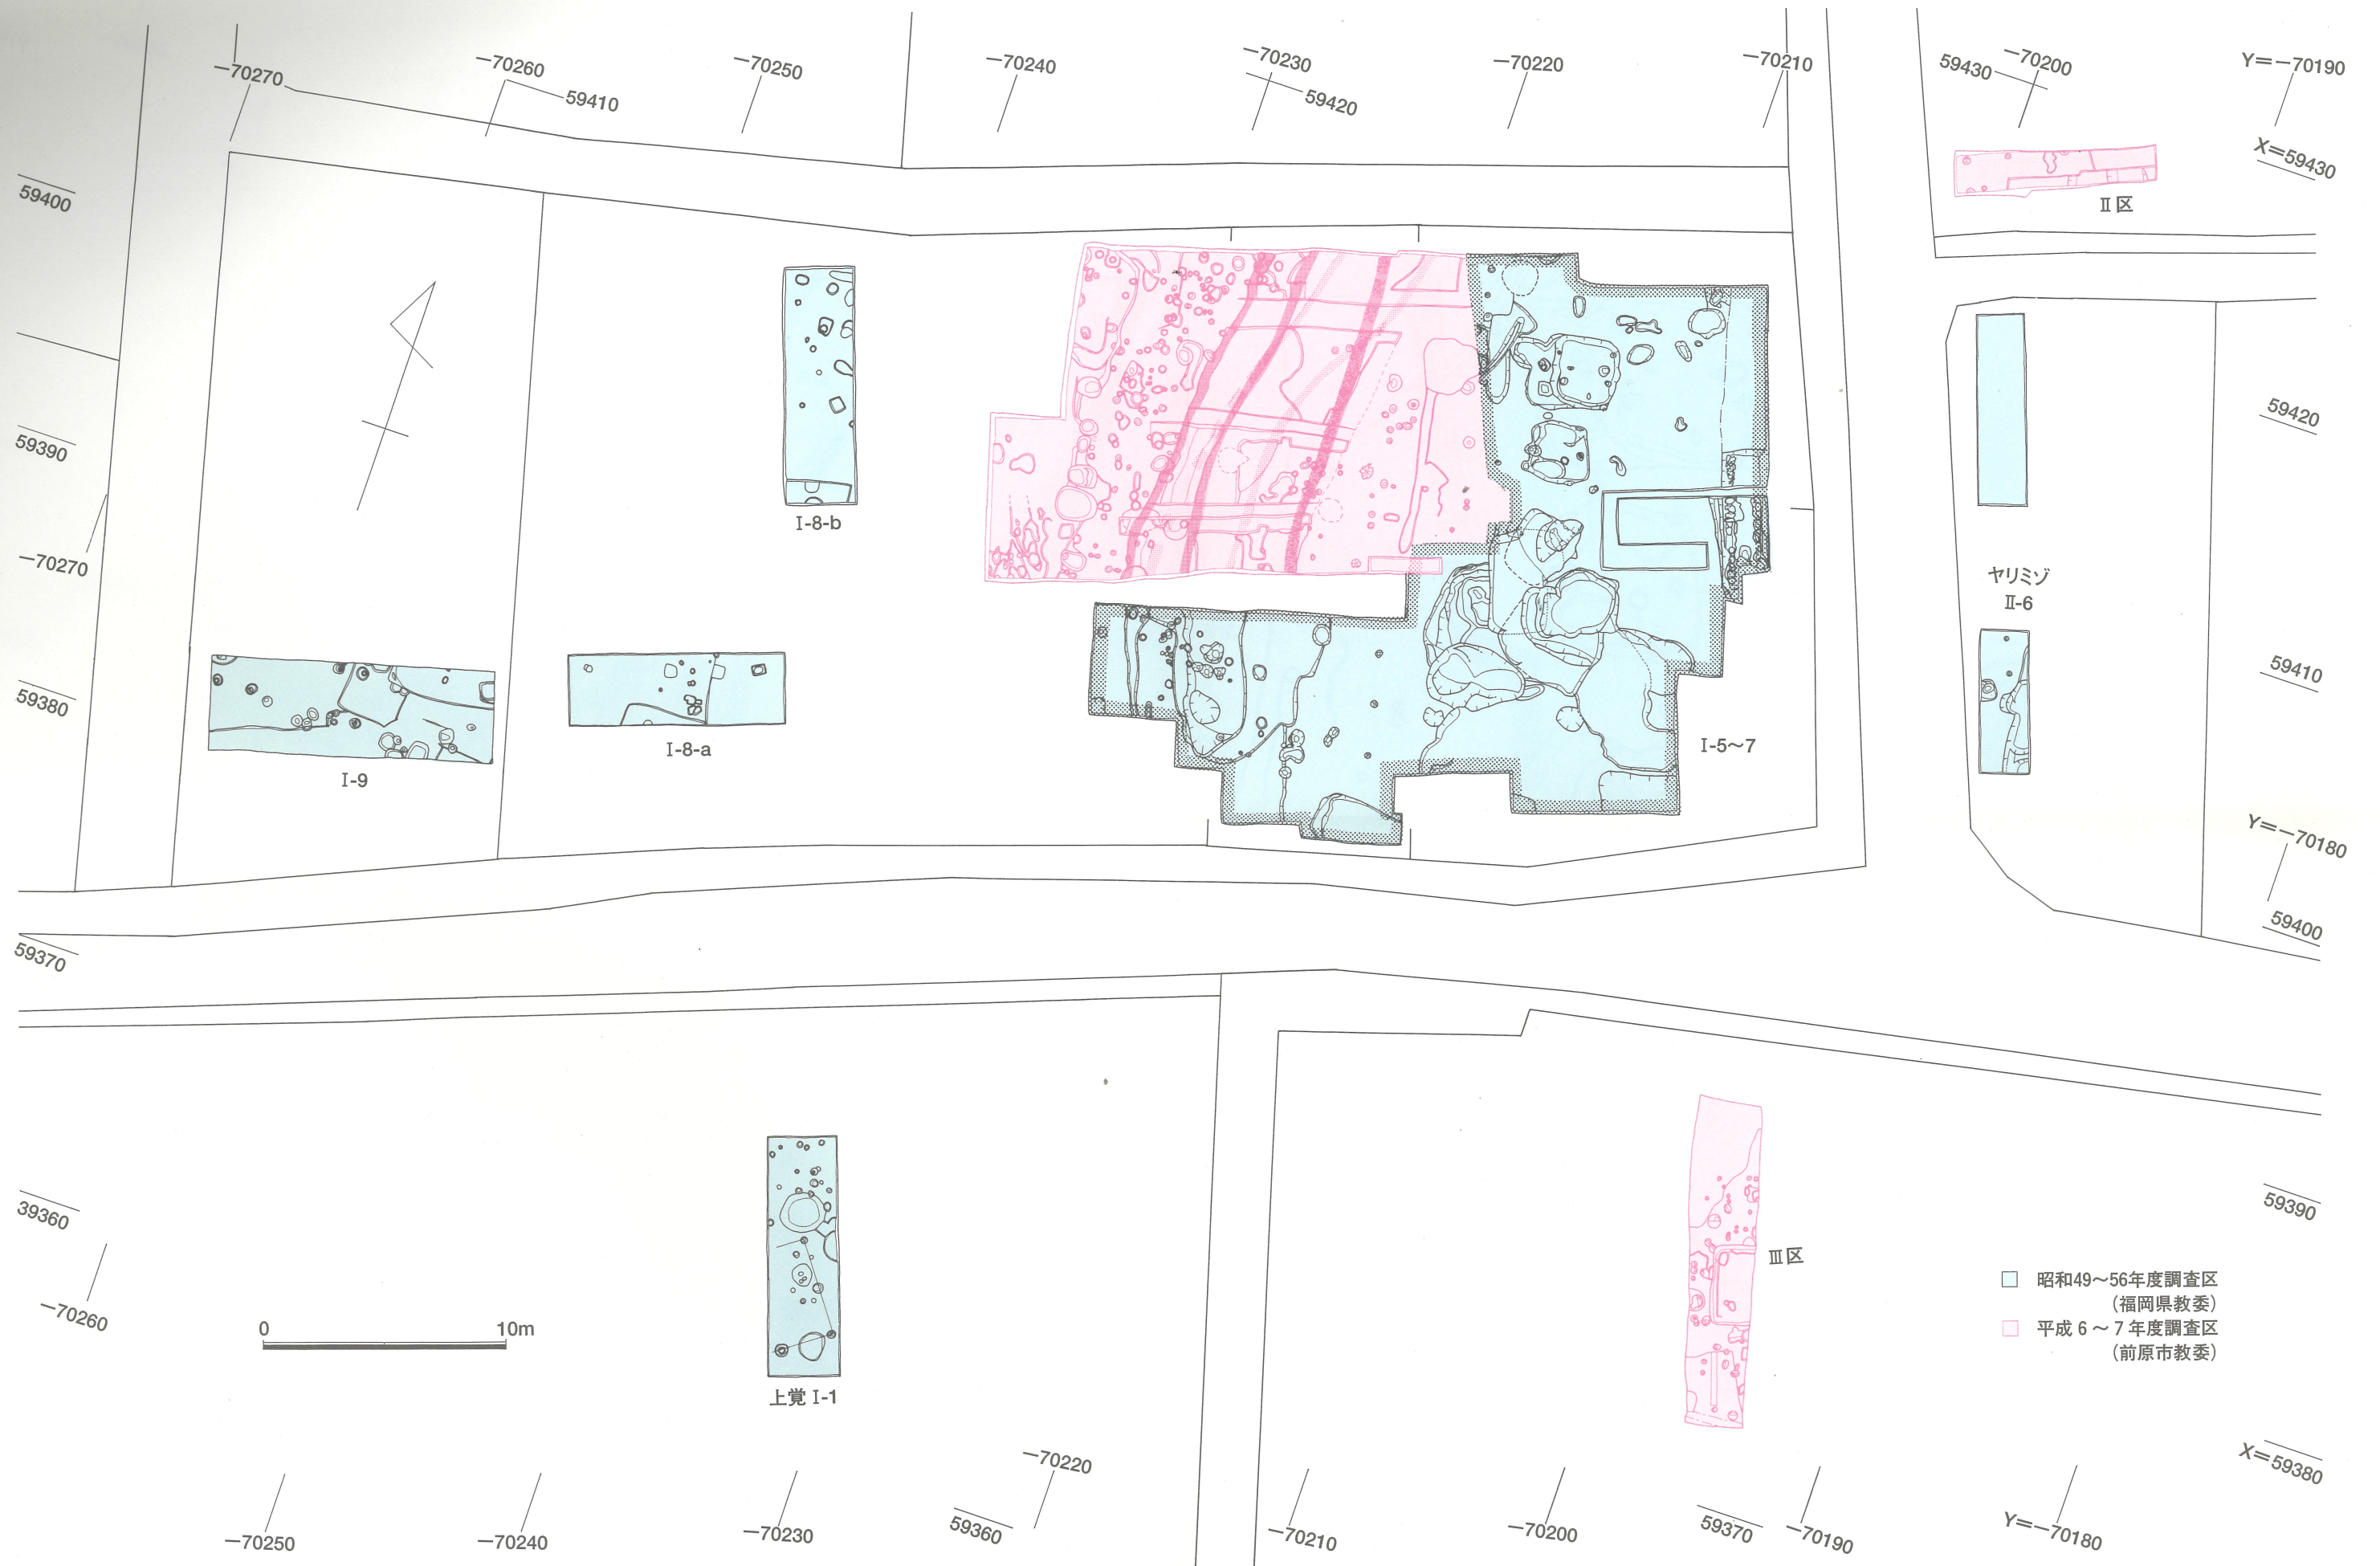 −70270
−70260
59410
−70250
−70240
−70230
59420
−70220
−70210
59430
−70200
Y=−70190
X=59430
59400
Ⅱ区
59390
59420
Ⅰ-8-b
−70270
ヤリミゾ
Ⅱ-6
59410
59380
Ⅰ-9
Ⅰ-8-a
Ⅰ-5〜7
Y=−70180
59400
59370
39360
59390
Ⅲ区
−70260
0
10m
昭和49〜56年度調査区
(福岡県教委)
平成6〜7年度調査区
(前原市教委)
上覚 Ⅰ-1
−70220
X=59380
−70250
−70240
−70230
59360
−70210
−70200
59370
−70190
Y=−70180